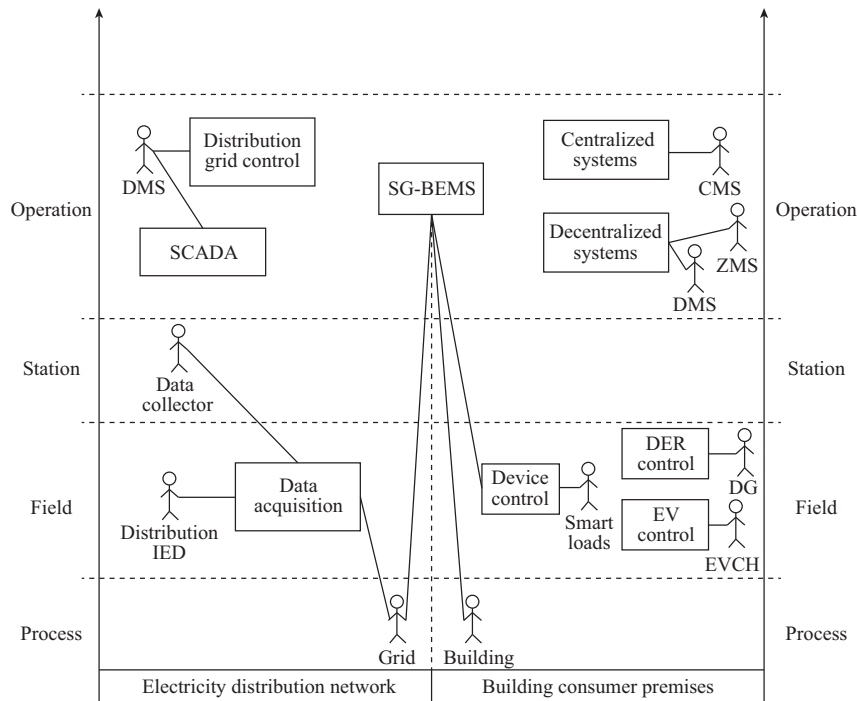 Operation
Station
Field
Process
DMS
Distribution
grid control
SCADA
SG-BEMS
Centralized
systems
CMS
Decentralized
systems
ZMS
DMS
Data
collector
Data
acquisition
Distribution
IED
Device
control
Smart
loads
DER
control
DG
EV
control
EVCH
Grid
Building
Operation
Station
Field
Process
Electricity distribution network
Building consumer premises